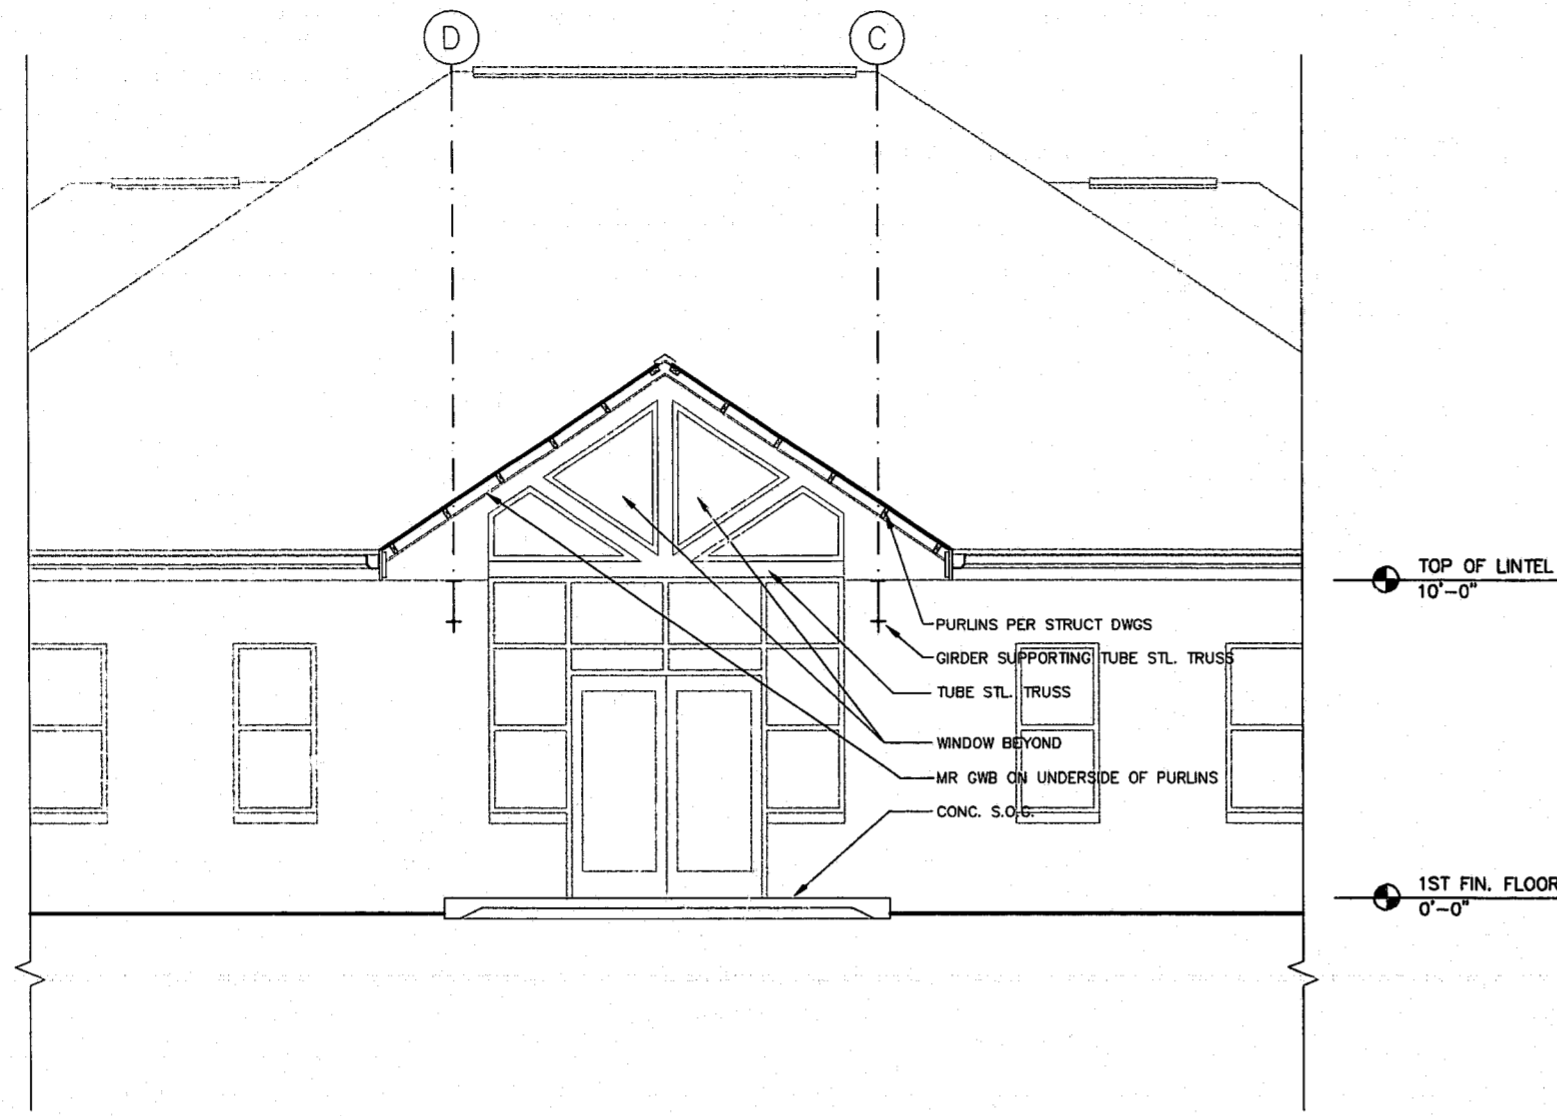 D
C
TOP OF LINTEL
10'-0"
PURLINS PER STRUCT DWGS
GIRDER SUPPORTING TUBE STL. TRUSS
TUBE STL. TRUSS
WINDOW BEYOND
MR GWB ON UNDERSIDE OF PURLINS
CONC. S.O.G.
1ST FIN. FLOOR
0'-0"